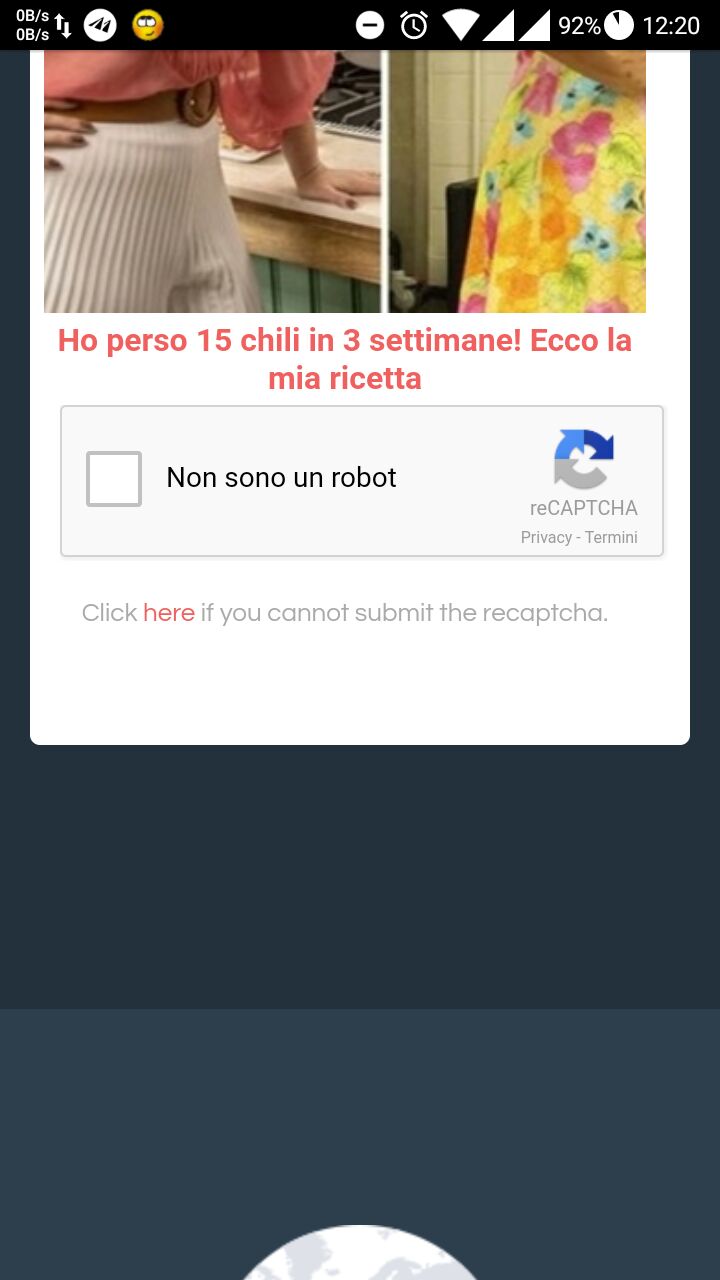 0B/s
0B/s
92%
12:20
Ho perso 15 chili in 3 settimane! Ecco la
mia ricetta
Non sono un robot
reCAPTCHA
Privacy - Termini
Click here if you cannot submit the recaptcha.